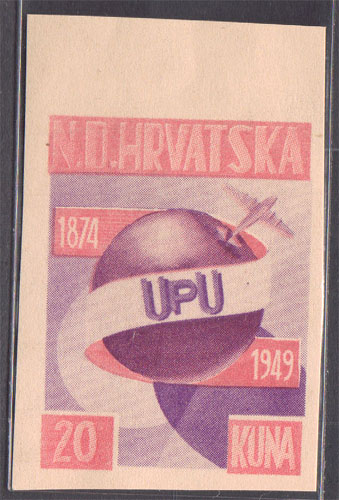 N.D.HRVATSKA
1874
UPU
1949
20 KUNA